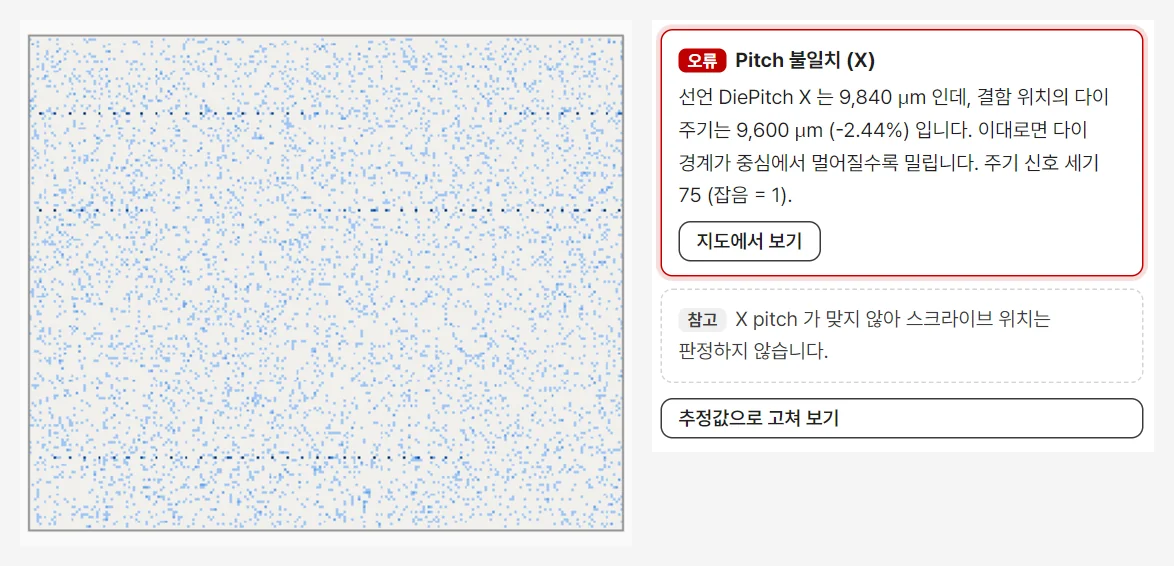 오류 Pitch 불일치 (X)
선언 DiePitch X 는 9,840 µm 인데, 결함 위치의 다이
주기는 9,600 µm (-2.44%) 입니다. 이대로면 다이
경계가 중심에서 멀어질수록 밀립니다. 주기 신호 세기
75 (잡음 = 1).
지도에서 보기
참고 X pitch 가 맞지 않아 스크라이브 위치는
판정하지 않습니다.
추정값으로 고쳐 보기